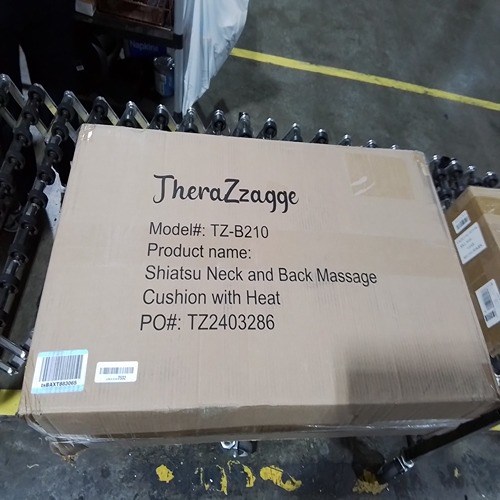 TheraZzagge
Model#: TZ-B210
Product name:
Shiatsu Neck and Back Massage
Cushion with Heat
PO#: TZ2403286